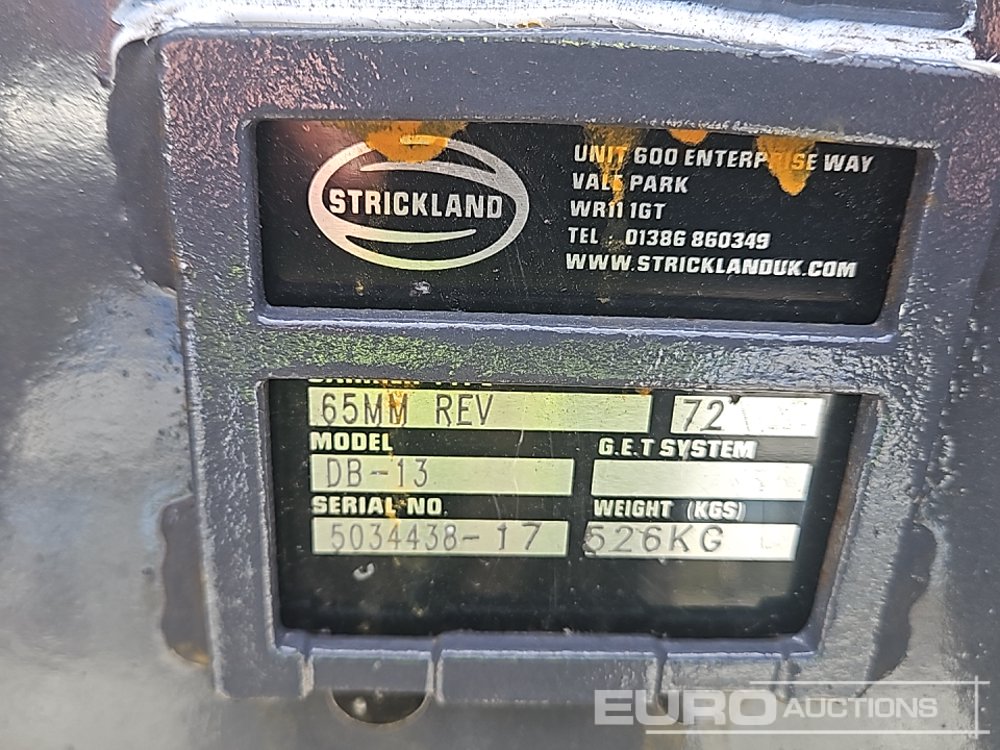 STRICKLAND
UNIT 600 ENTERPRISE WAY
VALE PARK
WR11 1GT
TEL : 01386 860349
WWW.STRICKLANDUK.COM
65MM REV 72
MODEL G.E.T SYSTEM
DB-13
SERIAL NO. WEIGHT (KGS)
5034438-17 526KG
EURO AUCTIONS